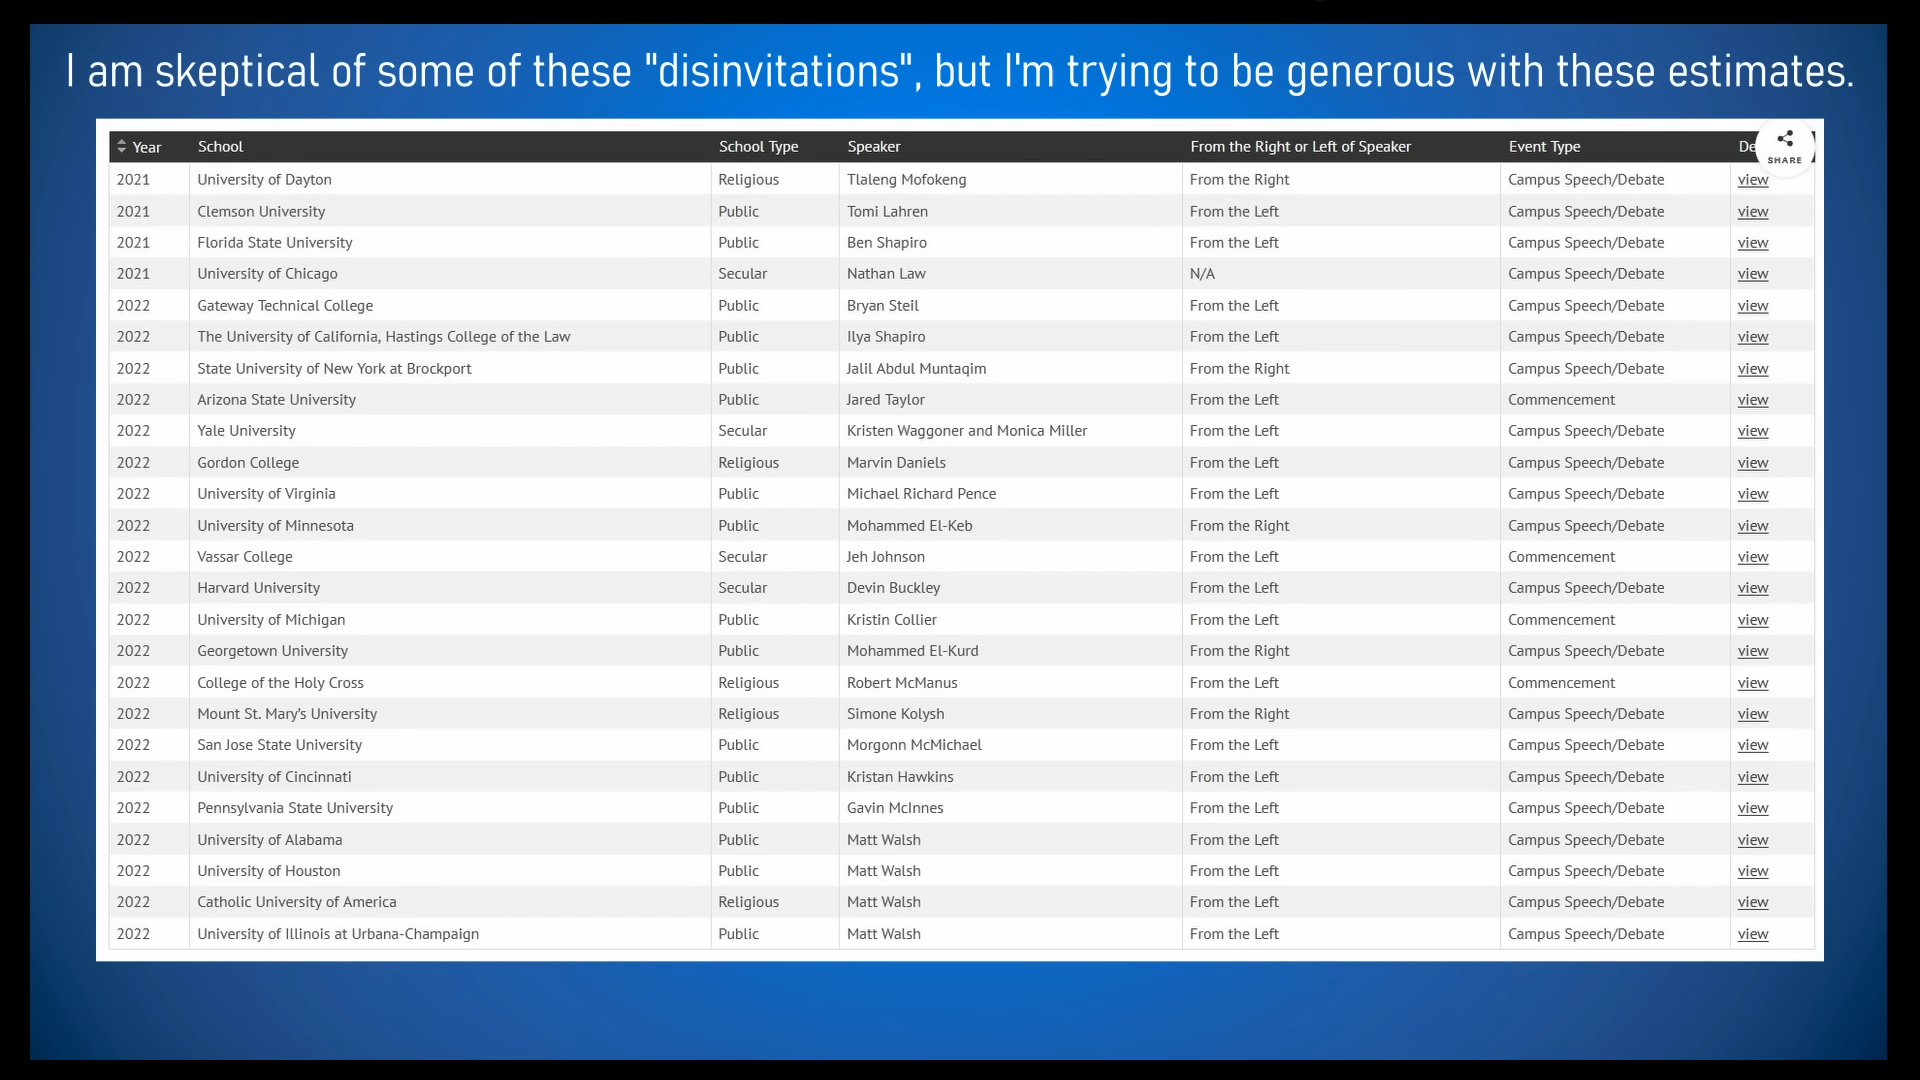 I am skeptical of some of these "disinvitations", but I'm trying to be generous with these estimates.
Year School School Type Speaker From the Right or Left of Speaker Event Type De
SHARE
2021 University of Dayton Religious Tlaleng Mofokeng From the Right Campus Speech/Debate view
2021 Clemson University Public Tomi Lahren From the Left Campus Speech/Debate view
2021 Florida State University Public Ben Shapiro From the Left Campus Speech/Debate view
2021 University of Chicago Secular Nathan Law N/A Campus Speech/Debate view
2022 Gateway Technical College Public Bryan Steil From the Left Campus Speech/Debate view
2022 The University of California, Hastings College of the Law Public Ilya Shapiro From the Left Campus Speech/Debate view
2022 State University of New York at Brockport Public Jalil Abdul Muntaqim From the Right Campus Speech/Debate view
2022 Arizona State University Public Jared Taylor From the Left Commencement view
2022 Yale University Secular Kristen Waggoner and Monica Miller From the Left Campus Speech/Debate view
2022 Gordon College Religious Marvin Daniels From the Left Campus Speech/Debate view
2022 University of Virginia Public Michael Richard Pence From the Left Campus Speech/Debate view
2022 University of Minnesota Public Mohammed El-Keb From the Right Campus Speech/Debate view
2022 Vassar College Secular Jeh Johnson From the Left Commencement view
2022 Harvard University Secular Devin Buckley From the Left Campus Speech/Debate view
2022 University of Michigan Public Kristin Collier From the Left Commencement view
2022 Georgetown University Public Mohammed El-Kurd From the Right Campus Speech/Debate view
2022 College of the Holy Cross Religious Robert McManus From the Left Commencement view
2022 Mount St. Mary’s University Religious Simone Kolysh From the Right Campus Speech/Debate view
2022 San Jose State University Public Morgonn McMichael From the Left Campus Speech/Debate view
2022 University of Cincinnati Public Kristan Hawkins From the Left Campus Speech/Debate view
2022 Pennsylvania State University Public Gavin McInnes From the Left Campus Speech/Debate view
2022 University of Alabama Public Matt Walsh From the Left Campus Speech/Debate view
2022 University of Houston Public Matt Walsh From the Left Campus Speech/Debate view
2022 Catholic University of America Religious Matt Walsh From the Left Campus Speech/Debate view
2022 University of Illinois at Urbana-Champaign Public Matt Walsh From the Left Campus Speech/Debate view